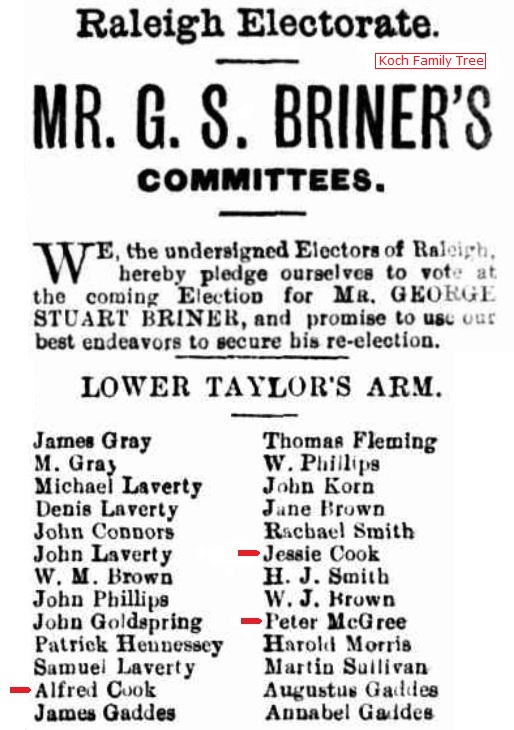 Raleigh Electorate.
Koch Family Tree
MR. G. S. BRINER'S
COMMITTEES.
WE, the undersigned Electors of Raleigh,
hereby pledge ourselves to vote at
the coming Election for MR. GEORGE
STUART BRINER, and promise to use our
best endeavors to secure his re-election.
LOWER TAYLOR'S ARM.
James Gray
M. Gray
Michael Laverty
Denis Laverty
John Connors
John Laverty
W. M. Brown
John Phillips
John Goldspring
Patrick Hennessey
Samuel Laverty
Alfred Cook
James Gaddes
Thomas Fleming
W. Phillips
John Korn
Jane Brown
Rachael Smith
Jessie Cook
H. J. Smith
W. J. Brown
Peter McGree
Harold Morris
Martin Sullivan
Augustus Gaddes
Annabel Gaddes